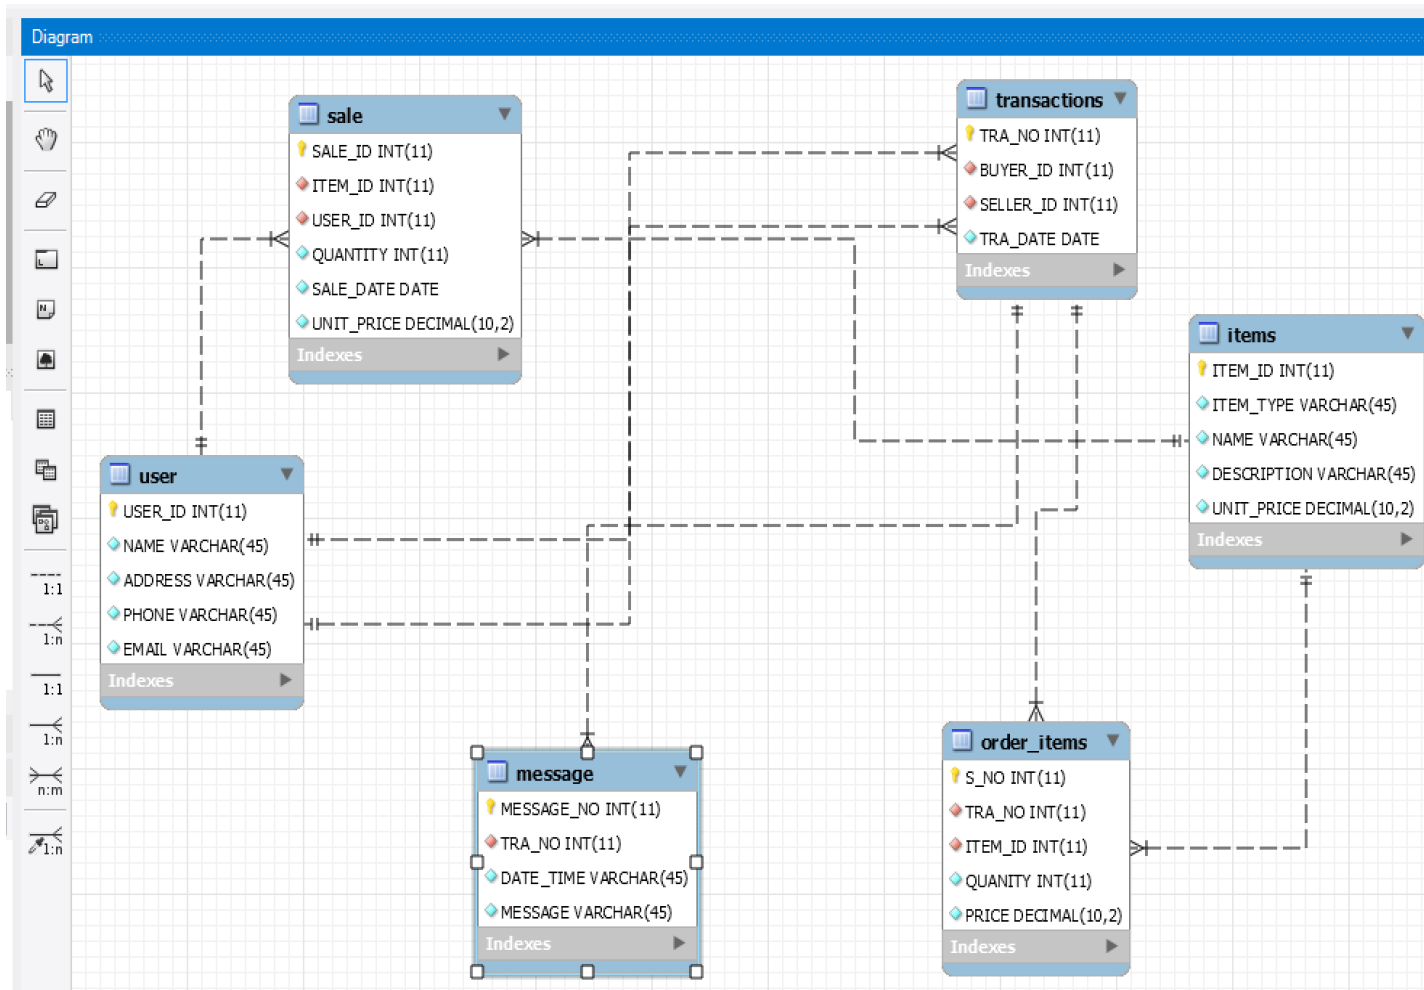 Diagram
sale
SALE_ID INT(11)
ITEM_ID INT(11)
USER_ID INT(11)
QUANTITY INT(11)
SALE_DATE DATE
UNIT_PRICE DECIMAL(10,2)
Indexes
transactions
TRA_NO INT(11)
BUYER_ID INT(11)
SELLER_ID INT(11)
TRA_DATE DATE
Indexes
items
ITEM_ID INT(11)
ITEM_TYPE VARCHAR(45)
NAME VARCHAR(45)
DESCRIPTION VARCHAR(45)
UNIT_PRICE DECIMAL(10,2)
Indexes
user
USER_ID INT(11)
NAME VARCHAR(45)
ADDRESS VARCHAR(45)
PHONE VARCHAR(45)
EMAIL VARCHAR(45)
Indexes
message
MESSAGE_NO INT(11)
TRA_NO INT(11)
DATE_TIME VARCHAR(45)
MESSAGE VARCHAR(45)
Indexes
order_items
S_NO INT(11)
TRA_NO INT(11)
ITEM_ID INT(11)
QUANITY INT(11)
PRICE DECIMAL(10,2)
Indexes
1:1
1:n
1:1
1:n
n:m
1:n